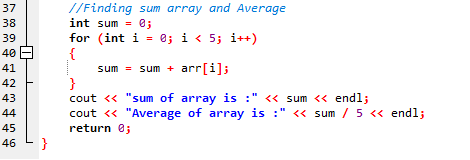 37 //Finding sum array and Average
38 int sum = 0;
39 for (int i = 0; i < 5; i++)
40 {
41 sum = sum + arr[i];
42 }
43 cout << "sum of array is :" << sum << endl;
44 cout << "Average of array is :" << sum / 5 << endl;
45 return 0;
46 }